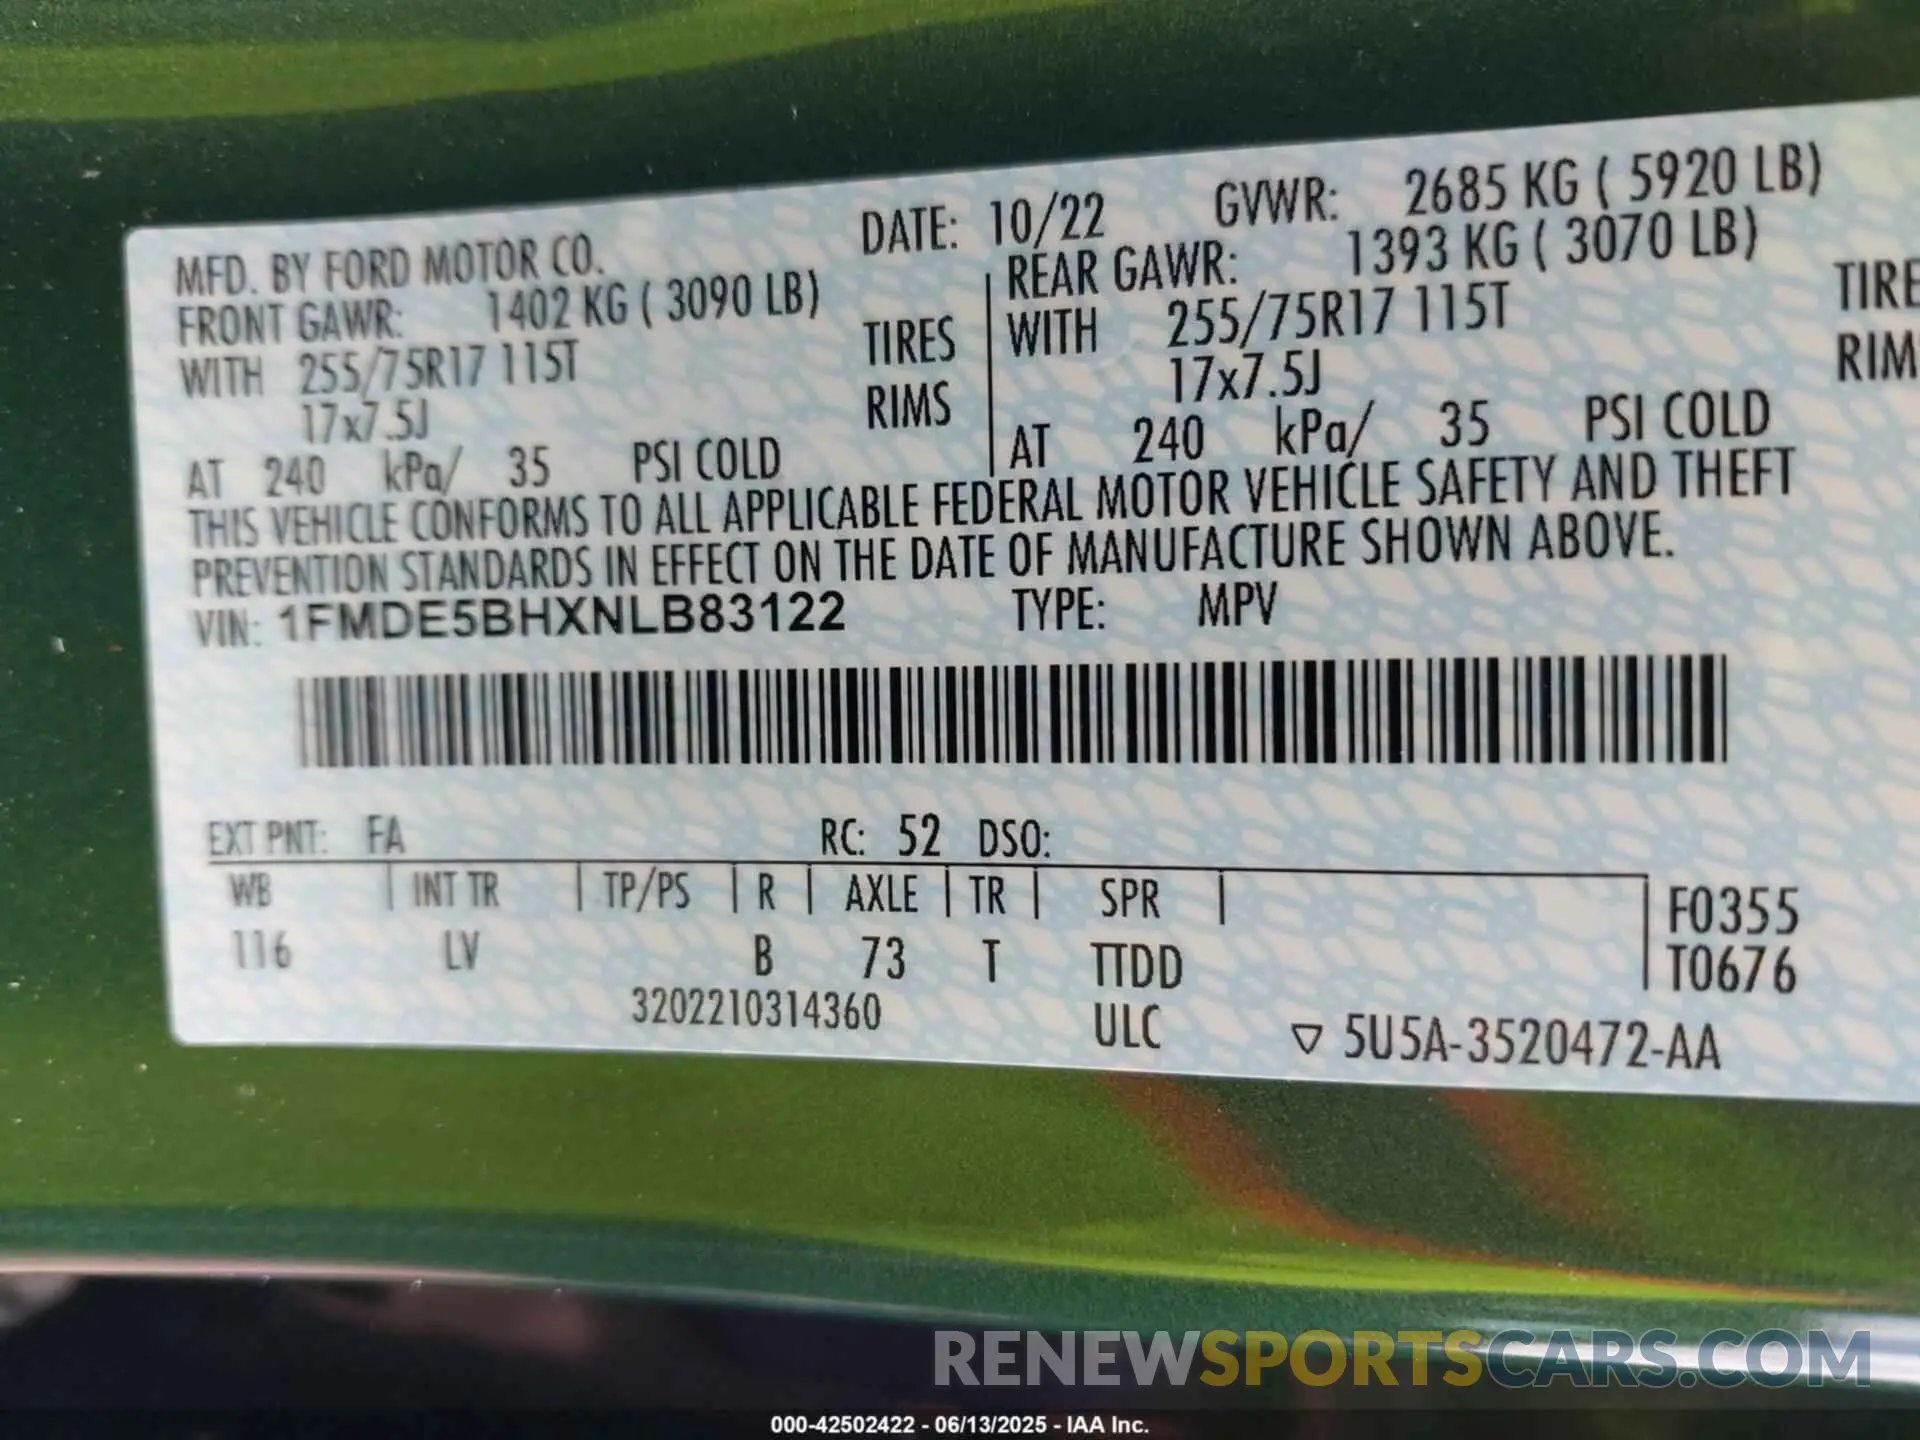 MFD. BY FORD MOTOR CO. DATE: 10/22 GVWR: 2685 KG ( 5920 LB)
FRONT GAWR: 1402 KG ( 3090 LB) REAR GAWR: 1393 KG ( 3070 LB)
WITH 255/75R17 115T TIRES WITH 255/75R17 115T TIRE
17x7.5J RIMS 17x7.5J RIM
AT 240 kPa/ 35 PSI COLD AT 240 kPa/ 35 PSI COLD
THIS VEHICLE CONFORMS TO ALL APPLICABLE FEDERAL MOTOR VEHICLE SAFETY AND THEFT
PREVENTION STANDARDS IN EFFECT ON THE DATE OF MANUFACTURE SHOWN ABOVE.
VIN: 1FMDE5BHXNLB83122 TYPE: MPV
EXT PNT: FA RC: 52 DSO:
WB INT TR TP/PS R AXLE TR SPR F0355
116 LV B 73 T TTDD T0676
3202210314360 ULC ▽ 5U5A-3520472-AA
RENEWSPORTSCARS.COM
000-42502422 - 06/13/2025 - IAA Inc.